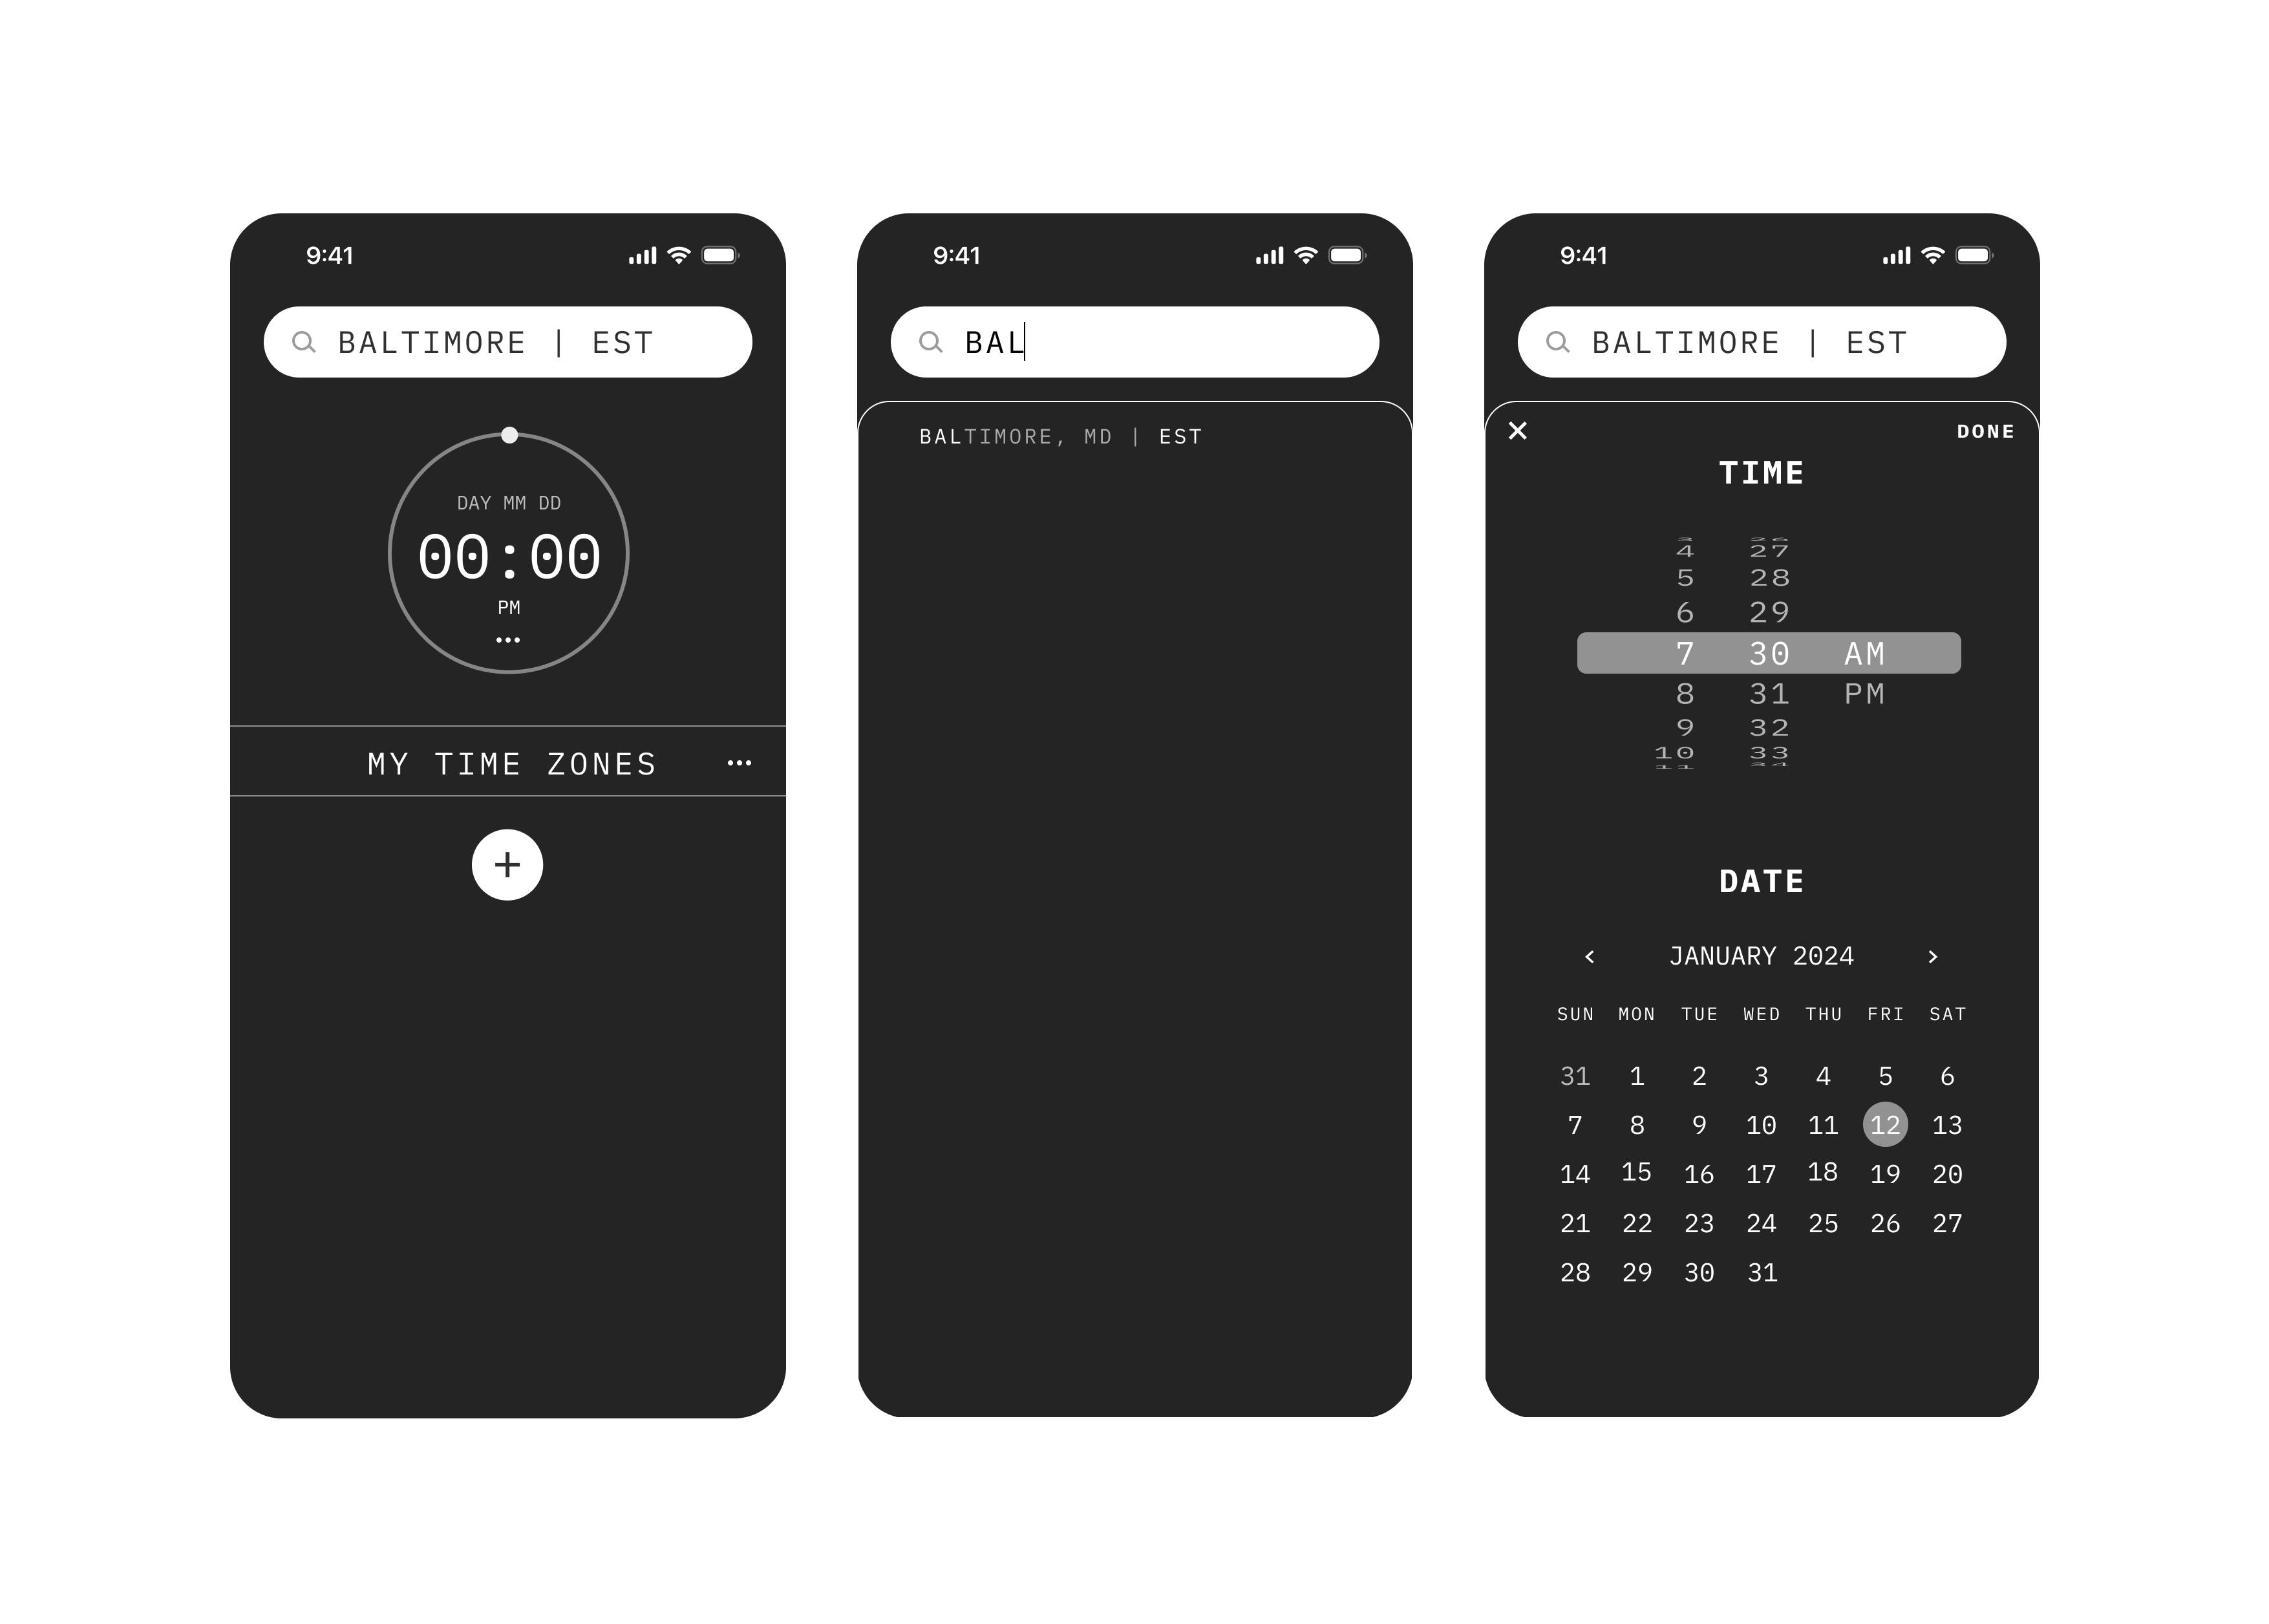 9:41
BALTIMORE | EST
DAY MM DD
00:00
PM
MY TIME ZONES
9:41
BAL
BALTIMORE, MD | EST
9:41
BALTIMORE | EST
DONE
TIME
3 26
4 27
5 28
6 29
7 30 AM
8 31 PM
9 32
10 33
11 34
DATE
JANUARY 2024
SUN MON TUE WED THU FRI SAT
31 1 2 3 4 5 6
7 8 9 10 11 12 13
14 15 16 17 18 19 20
21 22 23 24 25 26 27
28 29 30 31